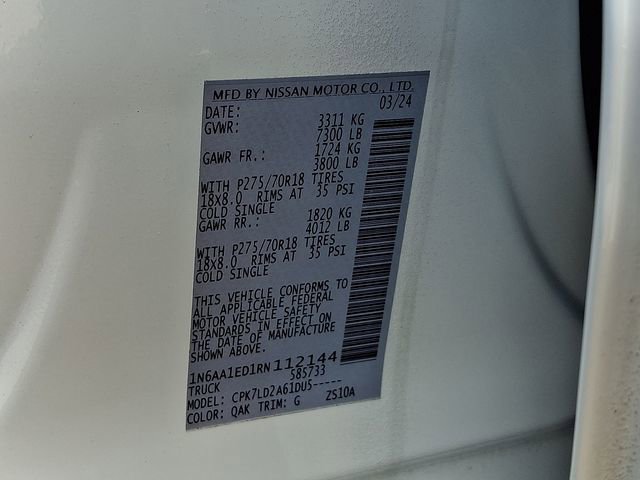 MFD BY NISSAN MOTOR CO., LTD.
DATE: 03/24
GVWR: 3311 KG
7300 LB
GAWR FR.: 1724 KG
3800 LB
WITH P275/70R18 TIRES
18X8.0 RIMS AT 35 PSI
COLD SINGLE
GAWR RR.: 1820 KG
4012 LB
WITH P275/70R18 TIRES
18X8.0 RIMS AT 35 PSI
COLD SINGLE
THIS VEHICLE CONFORMS TO
ALL APPLICABLE FEDERAL
MOTOR VEHICLE SAFETY
STANDARDS IN EFFECT ON
THE DATE OF MANUFACTURE
SHOWN ABOVE.
1N6AA1ED1RN112144
TRUCK 585733
MODEL: CPK7LD2A61DU5-----
COLOR: QAK TRIM: G ZS10A